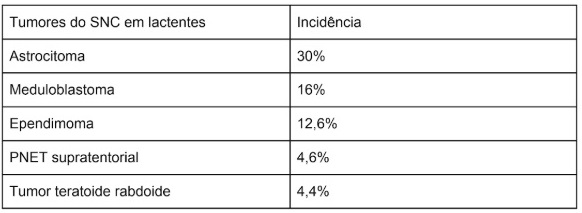 Tumores do SNC em lactentes Incidência
Astrocitoma 30%
Meduloblastoma 16%
Ependimoma 12,6%
PNET supratentorial 4,6%
Tumor teratoide rabdoide 4,4%